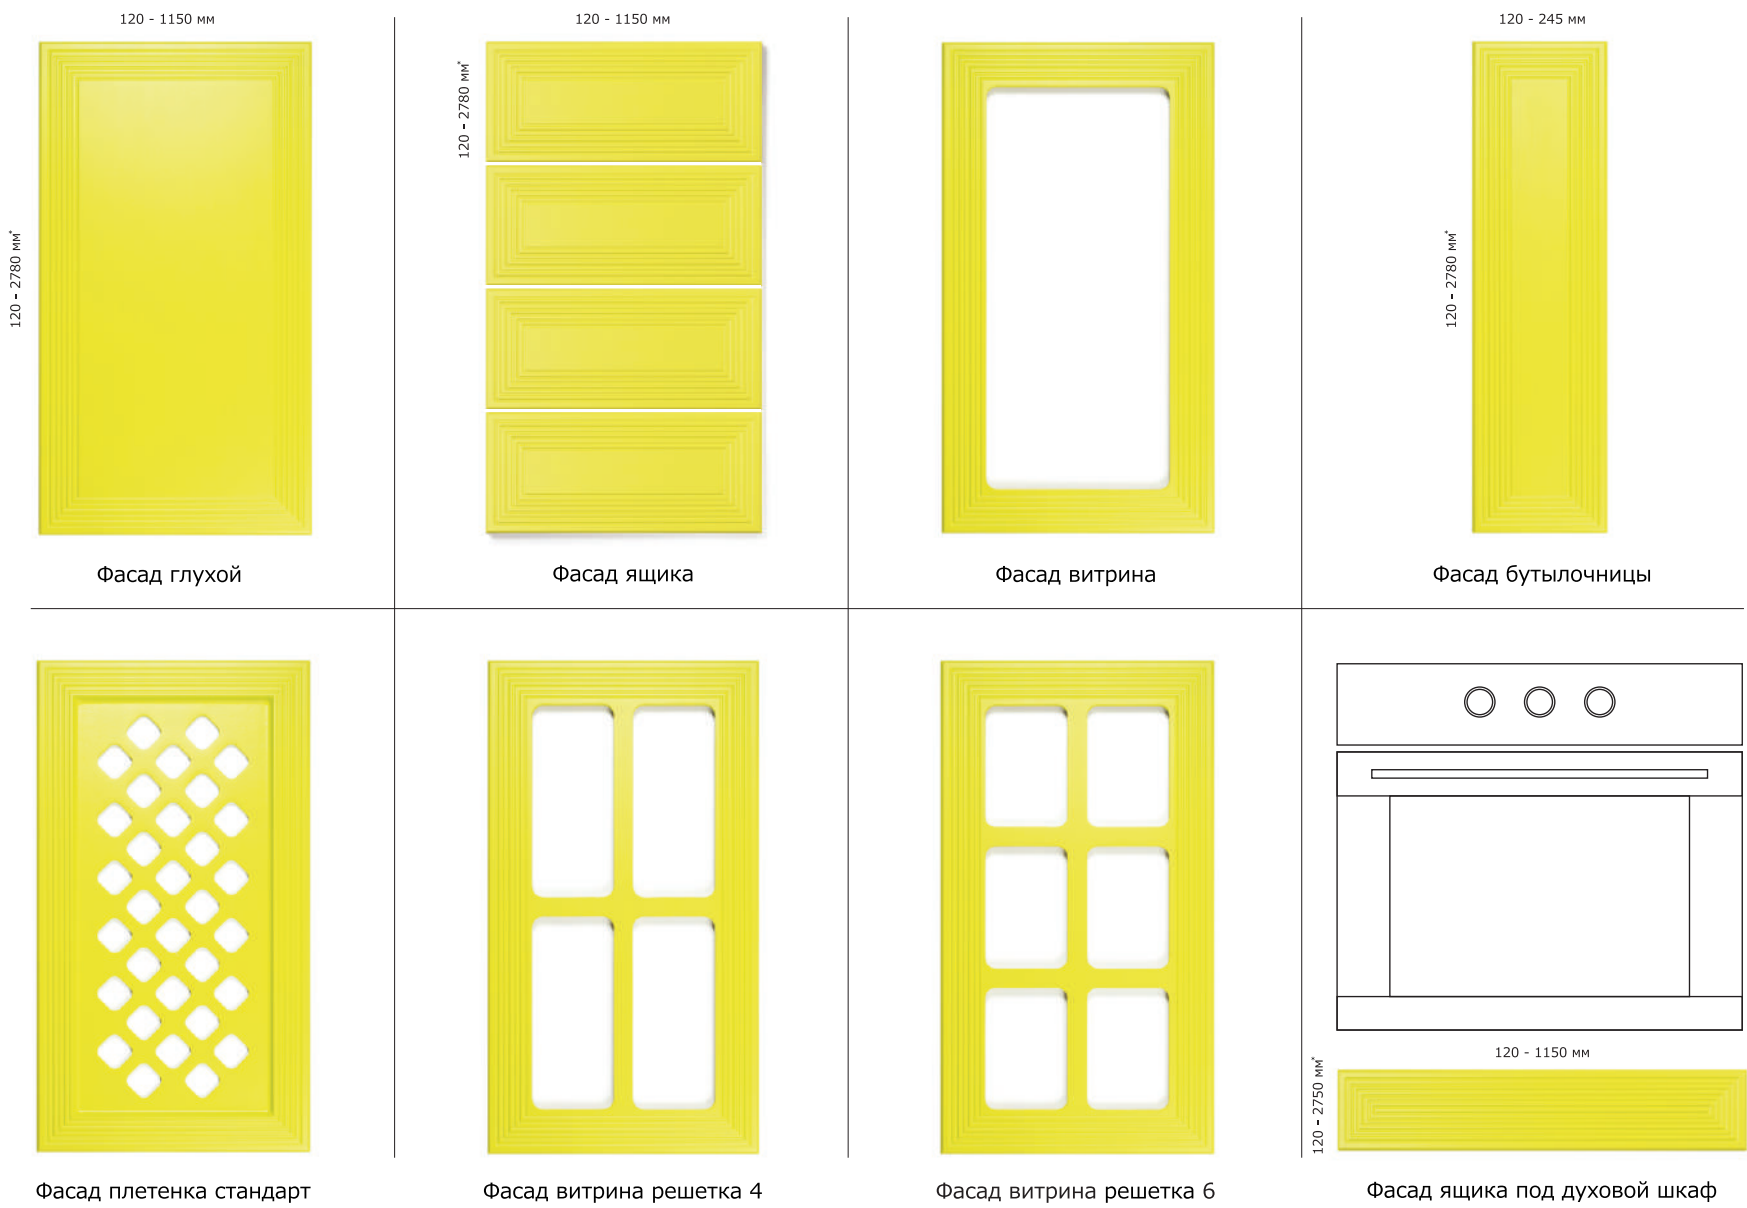 120 - 1150 мм
120 - 1150 мм
120 - 245 мм
120 - 2780 мм*
120 - 2780 мм*
120 - 2780 мм*
Фасад глухой
Фасад ящика
Фасад витрина
Фасад бутылочницы
120 - 1150 мм
120 - 2750 мм*
Фасад плетенка стандарт
Фасад витрина решетка 4
Фасад витрина решетка 6
Фасад ящика под духовой шкаф